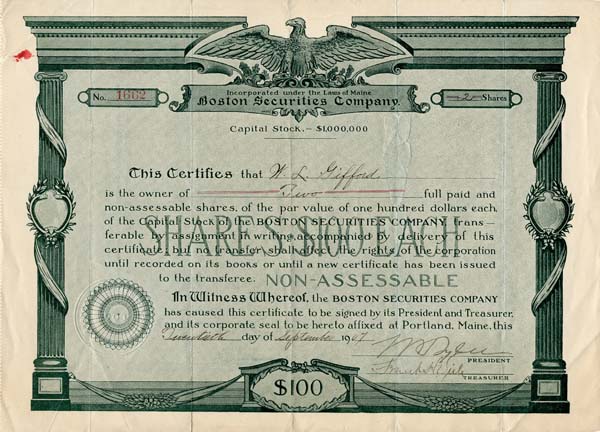 Incorporated under the Laws of Maine.
No. 1662
Boston Securities Company.
2 Shares
Capital Stock.— $1,000,000
This Certifies that W. L. Gifford
is the owner of Two full paid and
non-assessable shares, of the par value of one hundred dollars each,
of the Capital Stock of the BOSTON SECURITIES COMPANY, trans-
ferable by assignment in writing, accompanied by delivery of this
SHARES $100 EACH
certificate, but no transfer shall affect the rights of the corporation
until recorded on its books or until a new certificate has been issued
to the transferee. NON-ASSESSABLE
In Witness Whereof, the BOSTON SECURITIES COMPANY
has caused this certificate to be signed by its President and Treasurer
and its corporate seal to be hereto affixed at Portland, Maine, this
Twentieth day of September 1907
PRESIDENT
TREASURER
$100